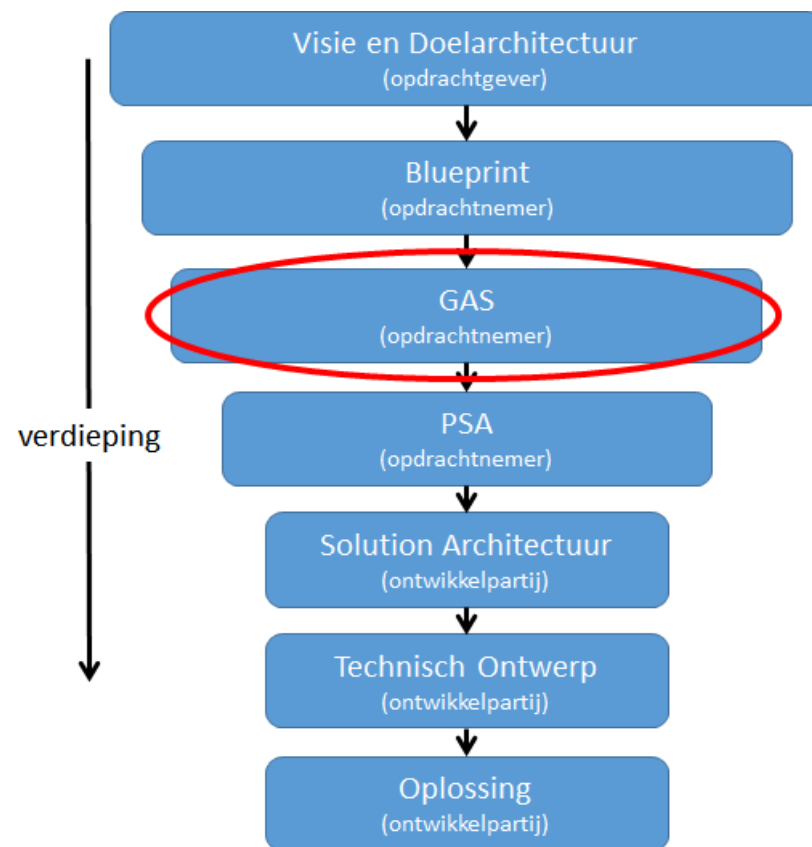 Visie en Doelarchitectuur
(opdrachtgever)
Blueprint
(opdrachtnemer)
GAS
(opdrachtnemer)
PSA
(opdrachtnemer)
verdieping
Solution Architectuur
(ontwikkelpartij)
Technisch Ontwerp
(ontwikkelpartij)
Oplossing
(ontwikkelpartij)